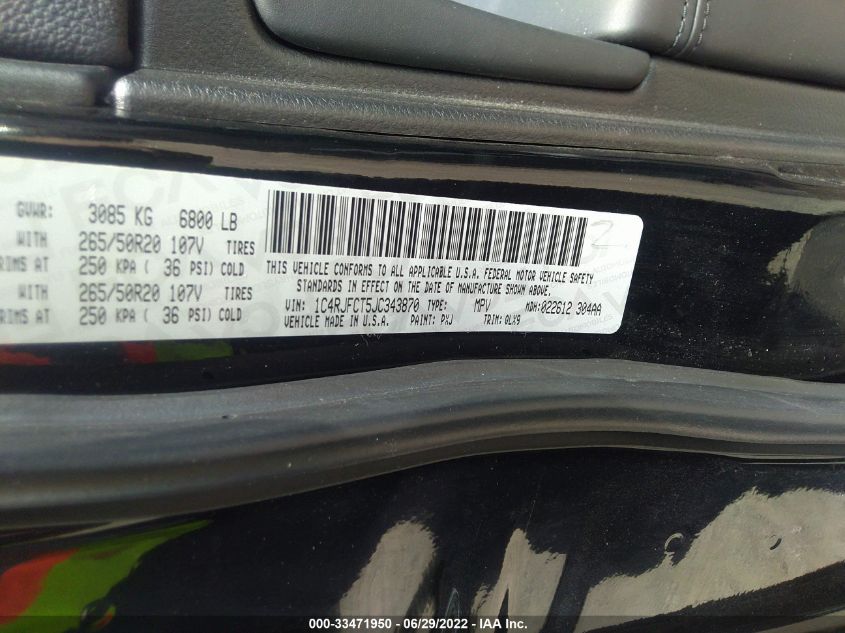 GVWR: 3085 KG 6800 LB
WITH 265/50R20 107V TIRES
RIMS AT 250 KPA ( 36 PSI) COLD
WITH 265/50R20 107V TIRES
RIMS AT 250 KPA ( 36 PSI) COLD
THIS VEHICLE CONFORMS TO ALL APPLICABLE U.S.A. FEDERAL MOTOR VEHICLE SAFETY
STANDARDS IN EFFECT ON THE DATE OF MANUFACTURE SHOWN ABOVE.
VIN: 1C4RJFCT5JC343870 TYPE: MPV MDH:022612 304AA
VEHICLE MADE IN U.S.A. PAINT: PXJ TRIM: QLX9
2
000-33471950 - 06/29/2022 - IAA Inc.